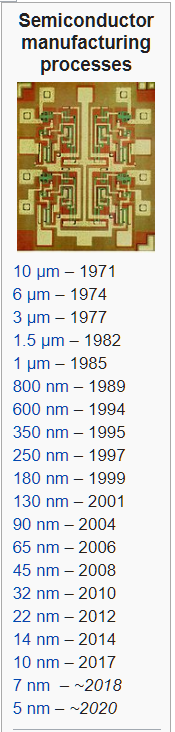 Semiconductor
manufacturing
processes
10 µm – 1971
6 µm – 1974
3 µm – 1977
1.5 µm – 1982
1 µm – 1985
800 nm – 1989
600 nm – 1994
350 nm – 1995
250 nm – 1997
180 nm – 1999
130 nm – 2001
90 nm – 2004
65 nm – 2006
45 nm – 2008
32 nm – 2010
22 nm – 2012
14 nm – 2014
10 nm – 2017
7 nm – ~2018
5 nm – ~2020